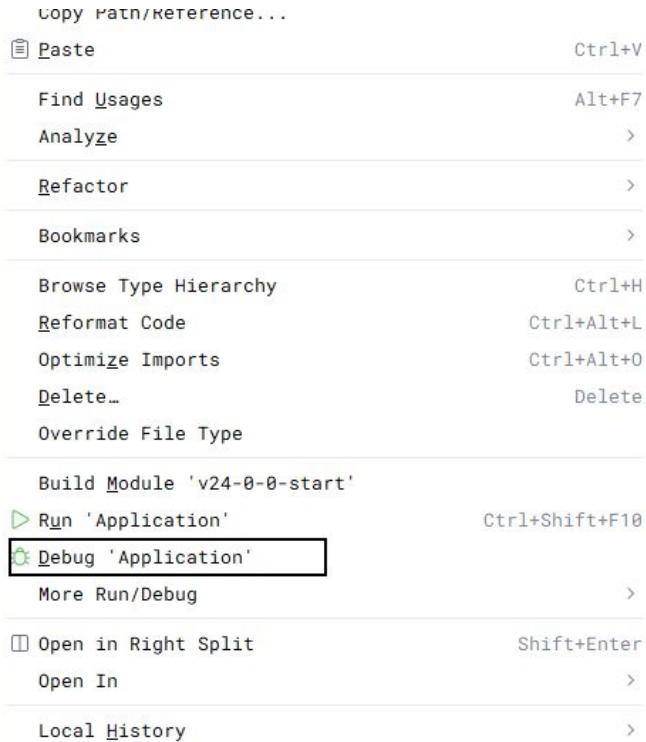 Copy Path/Reference...
Paste Ctrl+V
Find Usages Alt+F7
Analyze
Refactor
Bookmarks
Browse Type Hierarchy Ctrl+H
Reformat Code Ctrl+Alt+L
Optimize Imports Ctrl+Alt+O
Delete… Delete
Override File Type
Build Module 'v24-0-0-start'
Run 'Application' Ctrl+Shift+F10
Debug 'Application'
More Run/Debug
Open in Right Split Shift+Enter
Open In
Local History